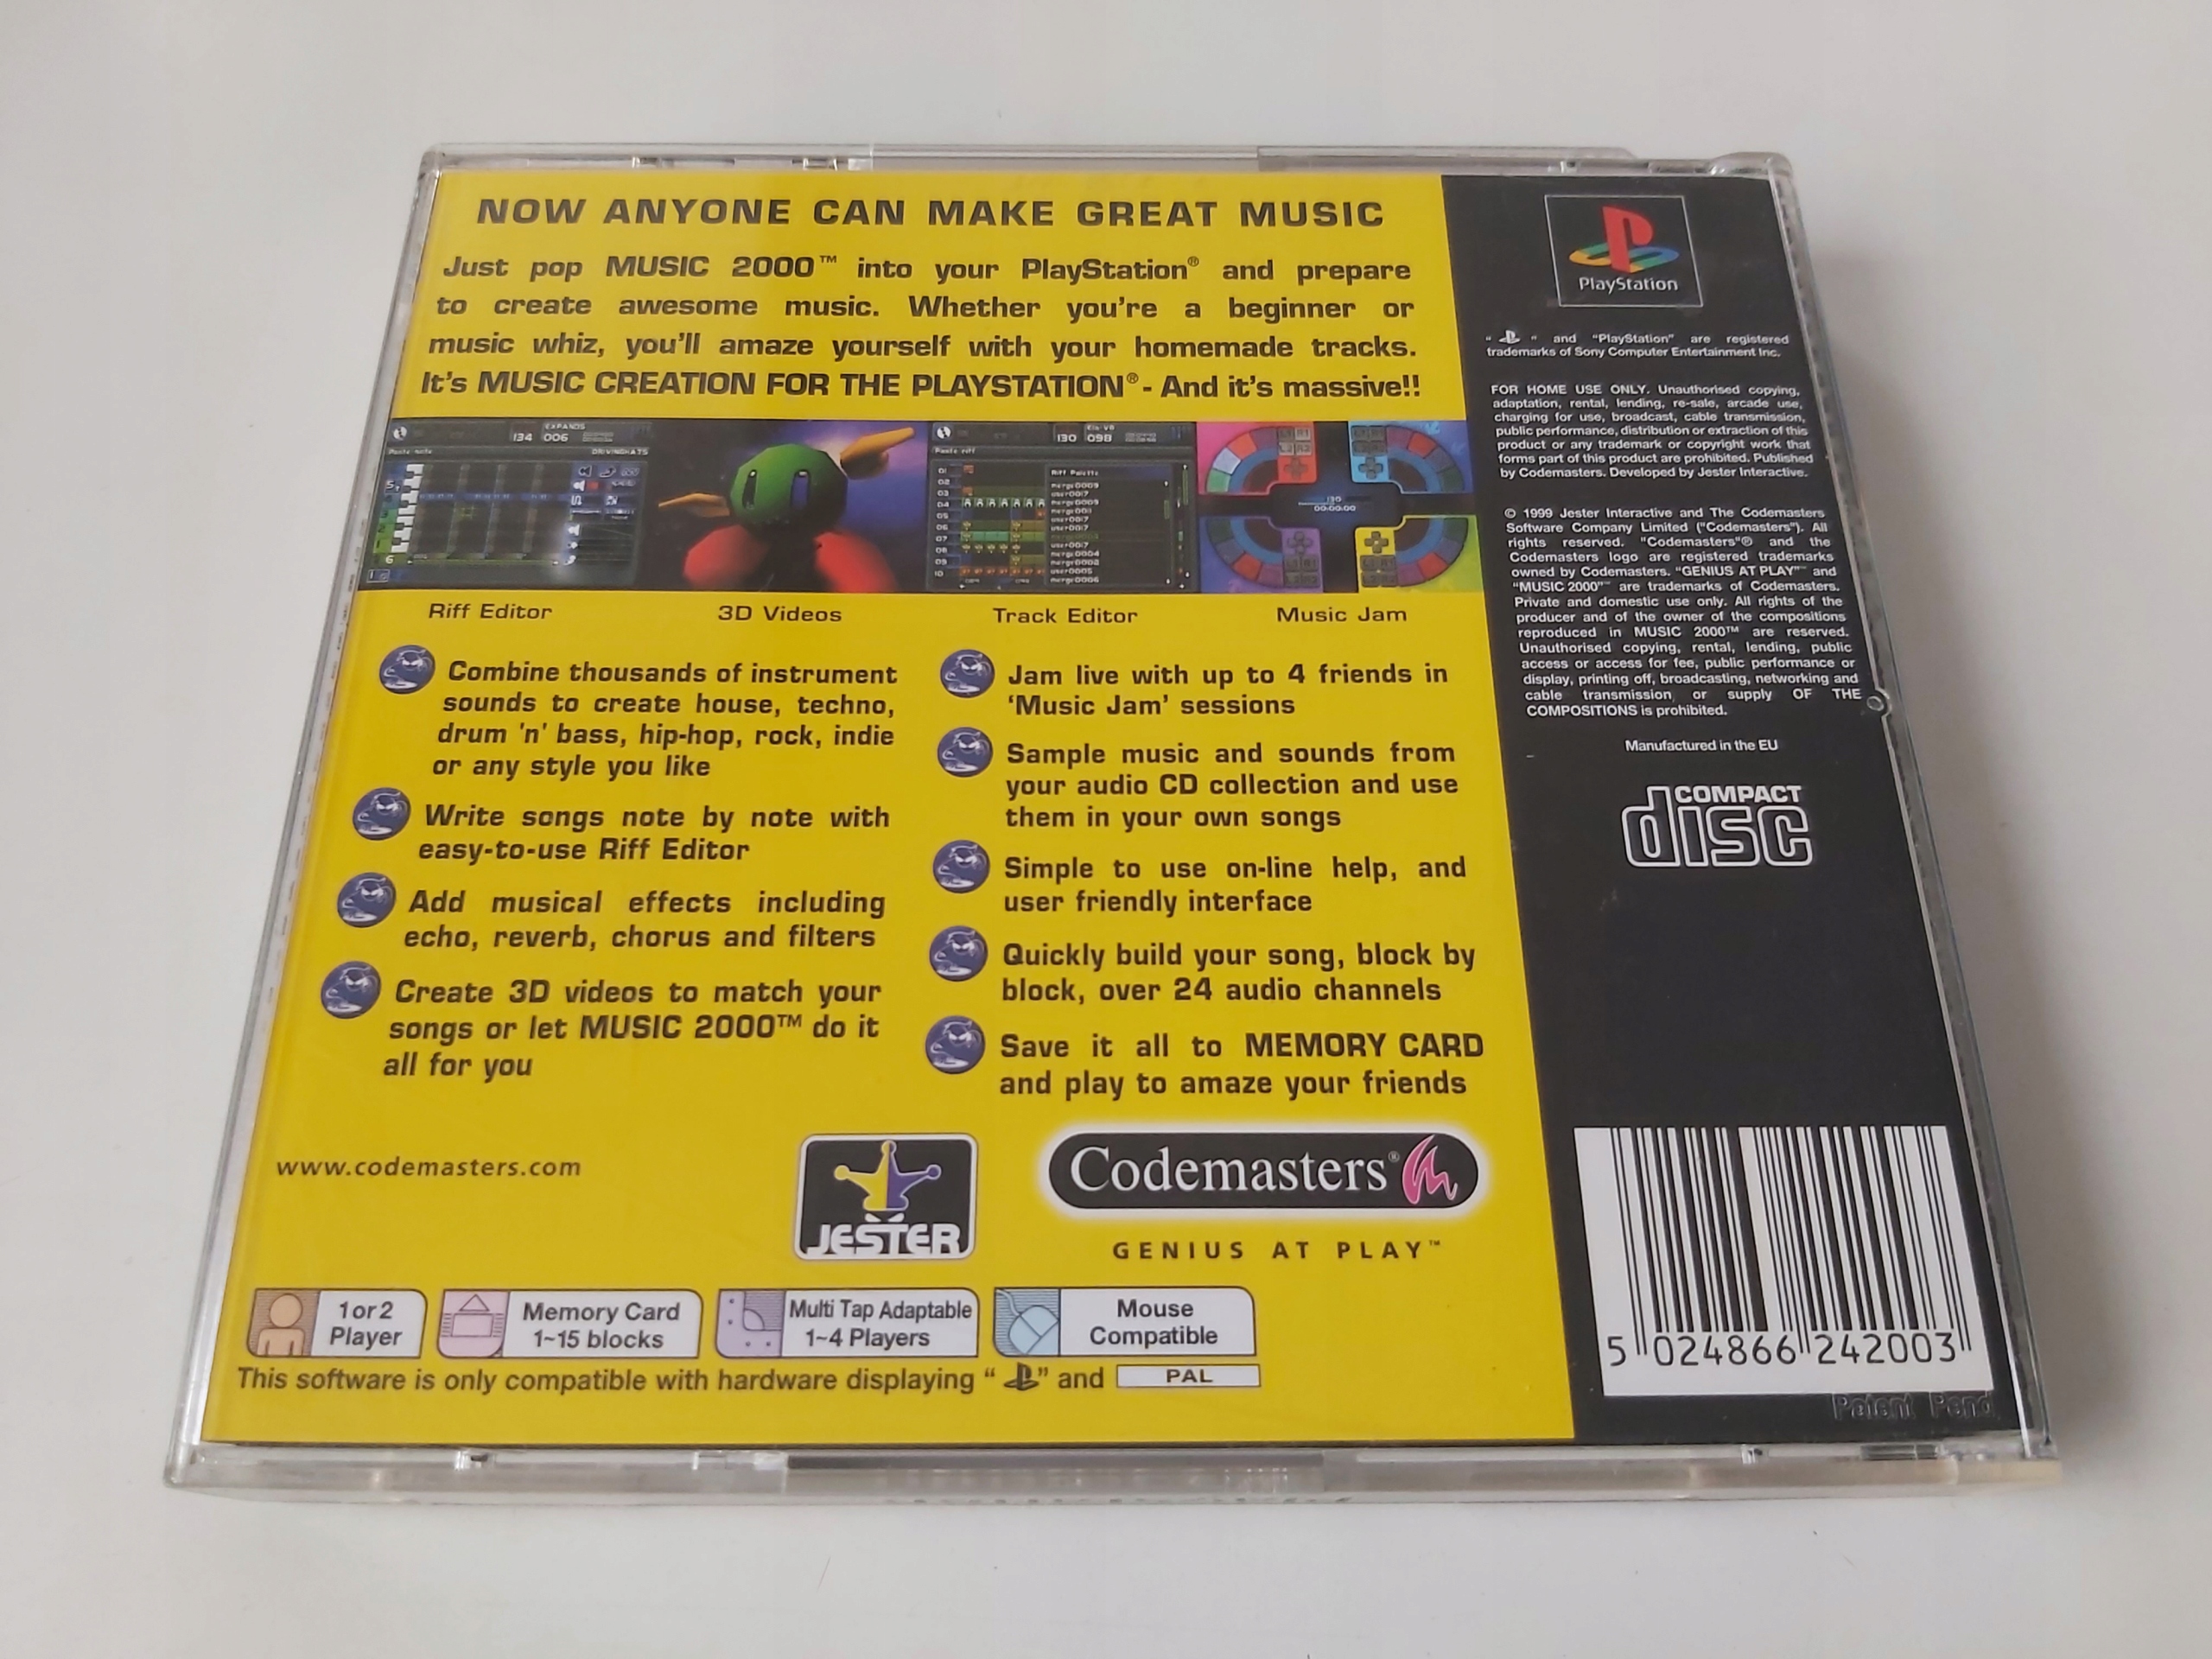 NOW ANYONE CAN MAKE GREAT MUSIC
Just pop MUSIC 2000™ into your PlayStation® and prepare
to create awesome music. Whether you're a beginner or
music whiz, you'll amaze yourself with your homemade tracks.
It's MUSIC CREATION FOR THE PLAYSTATION® - And it's massive!!
134 006
130 098
Riff Editor
3D Videos
Track Editor
Music Jam
Combine thousands of instrument
sounds to create house, techno,
drum 'n' bass, hip-hop, rock, indie
or any style you like
Write songs note by note with
easy-to-use Riff Editor
Add musical effects including
echo, reverb, chorus and filters
Create 3D videos to match your
songs or let MUSIC 2000™ do it
all for you
Jam live with up to 4 friends in
'Music Jam' sessions
Sample music and sounds from
your audio CD collection and use
them in your own songs
Simple to use on-line help, and
user friendly interface
Quickly build your song, block by
block, over 24 audio channels
Save it all to MEMORY CARD
and play to amaze your friends
www.codemasters.com
JESTER
Codemasters®
GENIUS AT PLAY™
1 or 2
Player
Memory Card
1~15 blocks
Multi Tap Adaptable
1~4 Players
Mouse
Compatible
This software is only compatible with hardware displaying " " and PAL
PlayStation
" " and "PlayStation" are registered
trademarks of Sony Computer Entertainment Inc.
FOR HOME USE ONLY. Unauthorised copying,
adaptation, rental, lending, re-sale, arcade use,
charging for use, broadcast, cable transmission,
public performance, distribution or extraction of this
product or any trademark or copyright work that
forms part of this product are prohibited. Published
by Codemasters. Developed by Jester Interactive.
© 1999 Jester Interactive and The Codemasters
Software Company Limited ("Codemasters"). All
rights reserved. "Codemasters"® and the
Codemasters logo are registered trademarks
owned by Codemasters. "GENIUS AT PLAY"™ and
"MUSIC 2000"™ are trademarks of Codemasters.
Private and domestic use only. All rights of the
producer and of the owner of the compositions
reproduced in MUSIC 2000™ are reserved.
Unauthorised copying, rental, lending, public
access or access for fee, public performance or
display, printing off, broadcasting, networking and
cable transmission or supply OF THE
COMPOSITIONS is prohibited.
Manufactured in the EU
COMPACT
disc
5 024866 242003
Patent Pend